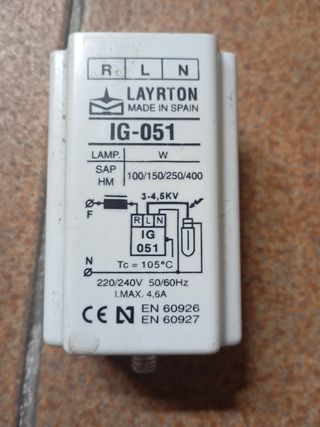 R L N
LAYRTON
MADE IN SPAIN
IG-051
LAMP. W
SAP HM 100/150/250/400
3-4,5KV
F
R L N
IG
051
N
Tc = 105°C
220/240V 50/60Hz
I.MAX. 4,6A
CE N EN 60926
EN 60927